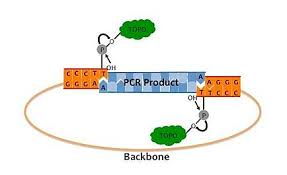 TOPO
P O
OH
C C C T T PCR Product A A G G G
G G G A A T T C C C
OH
P
O
TOPO
Backbone